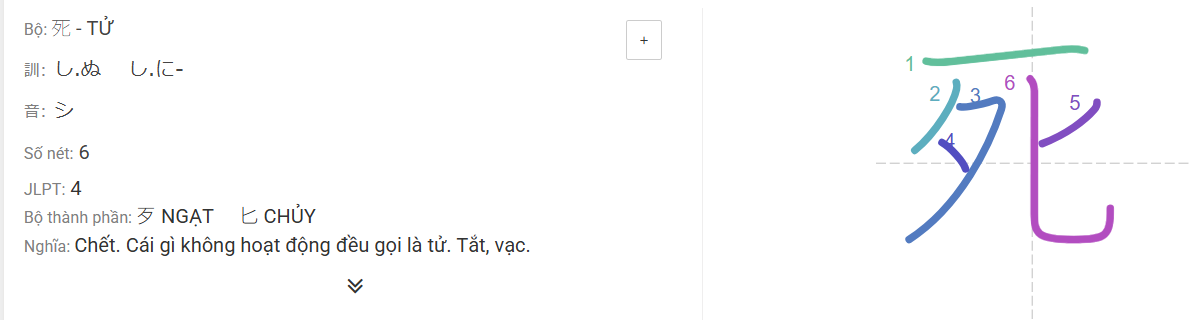 Bộ: 死 - TỬ
+
訓: し.ぬ し.に-
音: シ
Số nét: 6
JLPT: 4
Bộ thành phần: 歹 NGẠT 匕 CHỦY
Nghĩa: Chết. Cái gì không hoạt động đều gọi là tử. Tắt, vạc.
死
1
2
3
4
5
6